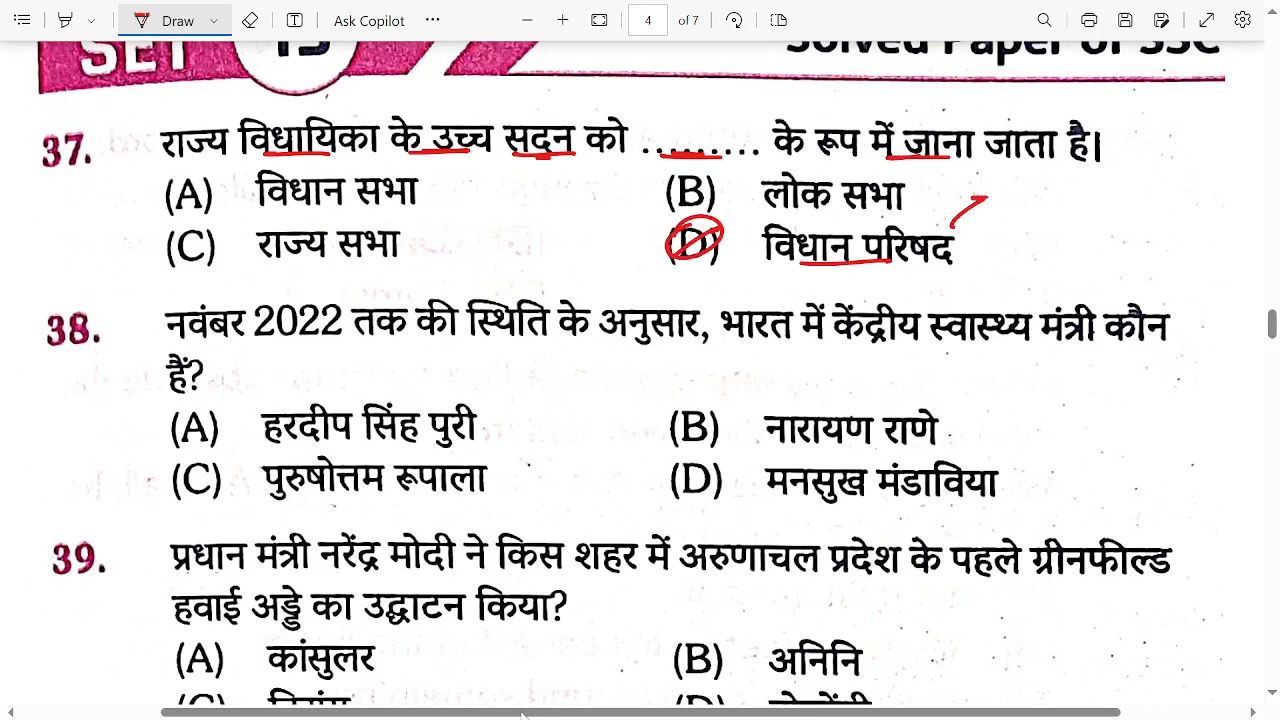 Draw
Ask Copilot
4 of 7
SET 13
Solved Paper of SSC
37. राज्य विधायिका के उच्च सदन को ......... के रूप में जाना जाता है।
(A) विधान सभा (B) लोक सभा
(C) राज्य सभा (D) विधान परिषद
38. नवंबर 2022 तक की स्थिति के अनुसार, भारत में केंद्रीय स्वास्थ्य मंत्री कौन
हैं?
(A) हरदीप सिंह पुरी (B) नारायण राणे
(C) पुरुषोत्तम रूपाला (D) मनसुख मंडाविया
39. प्रधान मंत्री नरेंद्र मोदी ने किस शहर में अरुणाचल प्रदेश के पहले ग्रीनफील्ड
हवाई अड्डे का उद्घाटन किया?
(A) कांसुलर (B) अनिनि